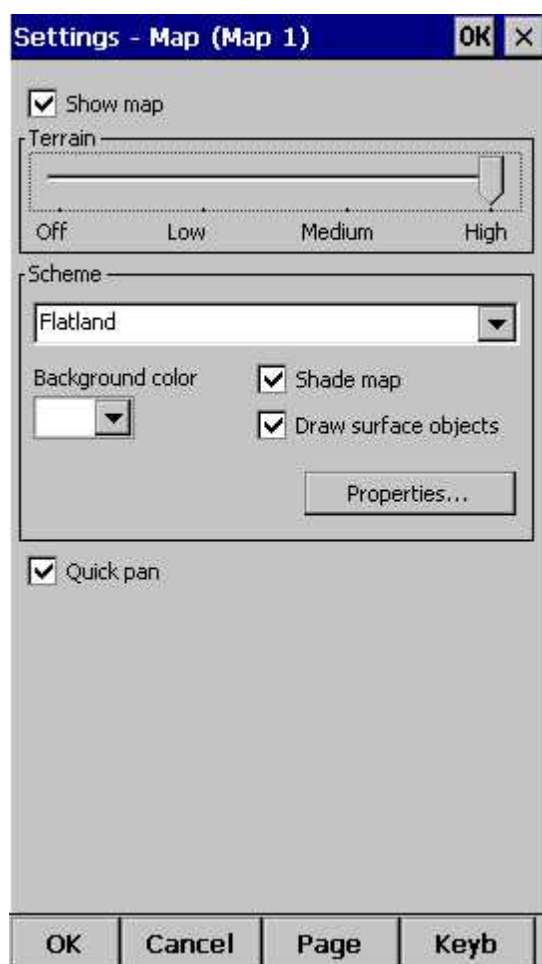 Settings - Map (Map 1) OK ×
Show map
Terrain
Off Low Medium High
Scheme
Flatland
Background color Shade map
Draw surface objects
Properties...
Quick pan
OK Cancel Page Keyb